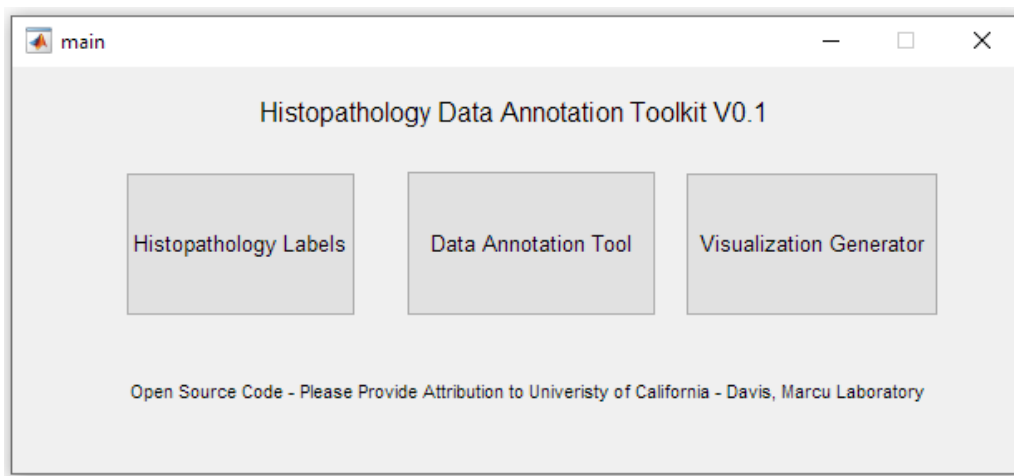 main
Histopathology Data Annotation Toolkit V0.1
Histopathology Labels
Data Annotation Tool
Visualization Generator
Open Source Code - Please Provide Attribution to Univeristy of California - Davis, Marcu Laboratory